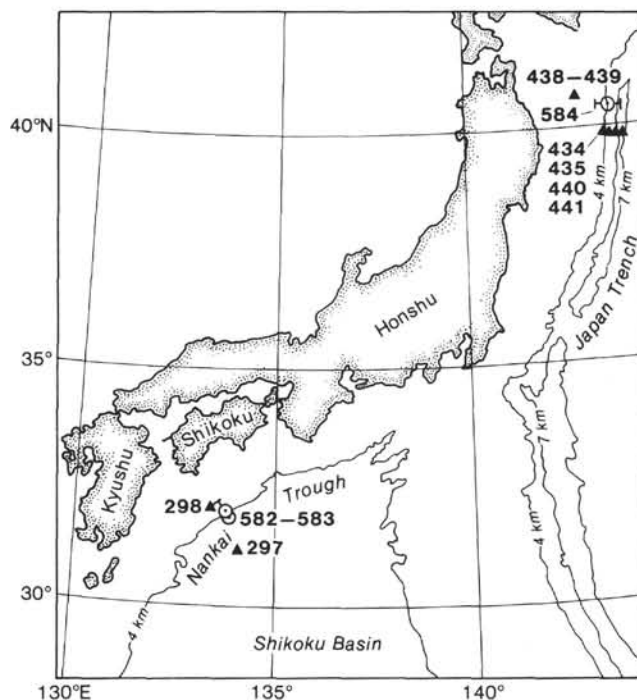 438–439
584
40°N
434
435
440
441
4 km
7 km
Japan Trench
Honshu
35°
Shikoku
Kyushu
7 km
4 km
Trough
298
582–583
Nankai
297
30°
4 km
Shikoku Basin
130°E
135°
140°